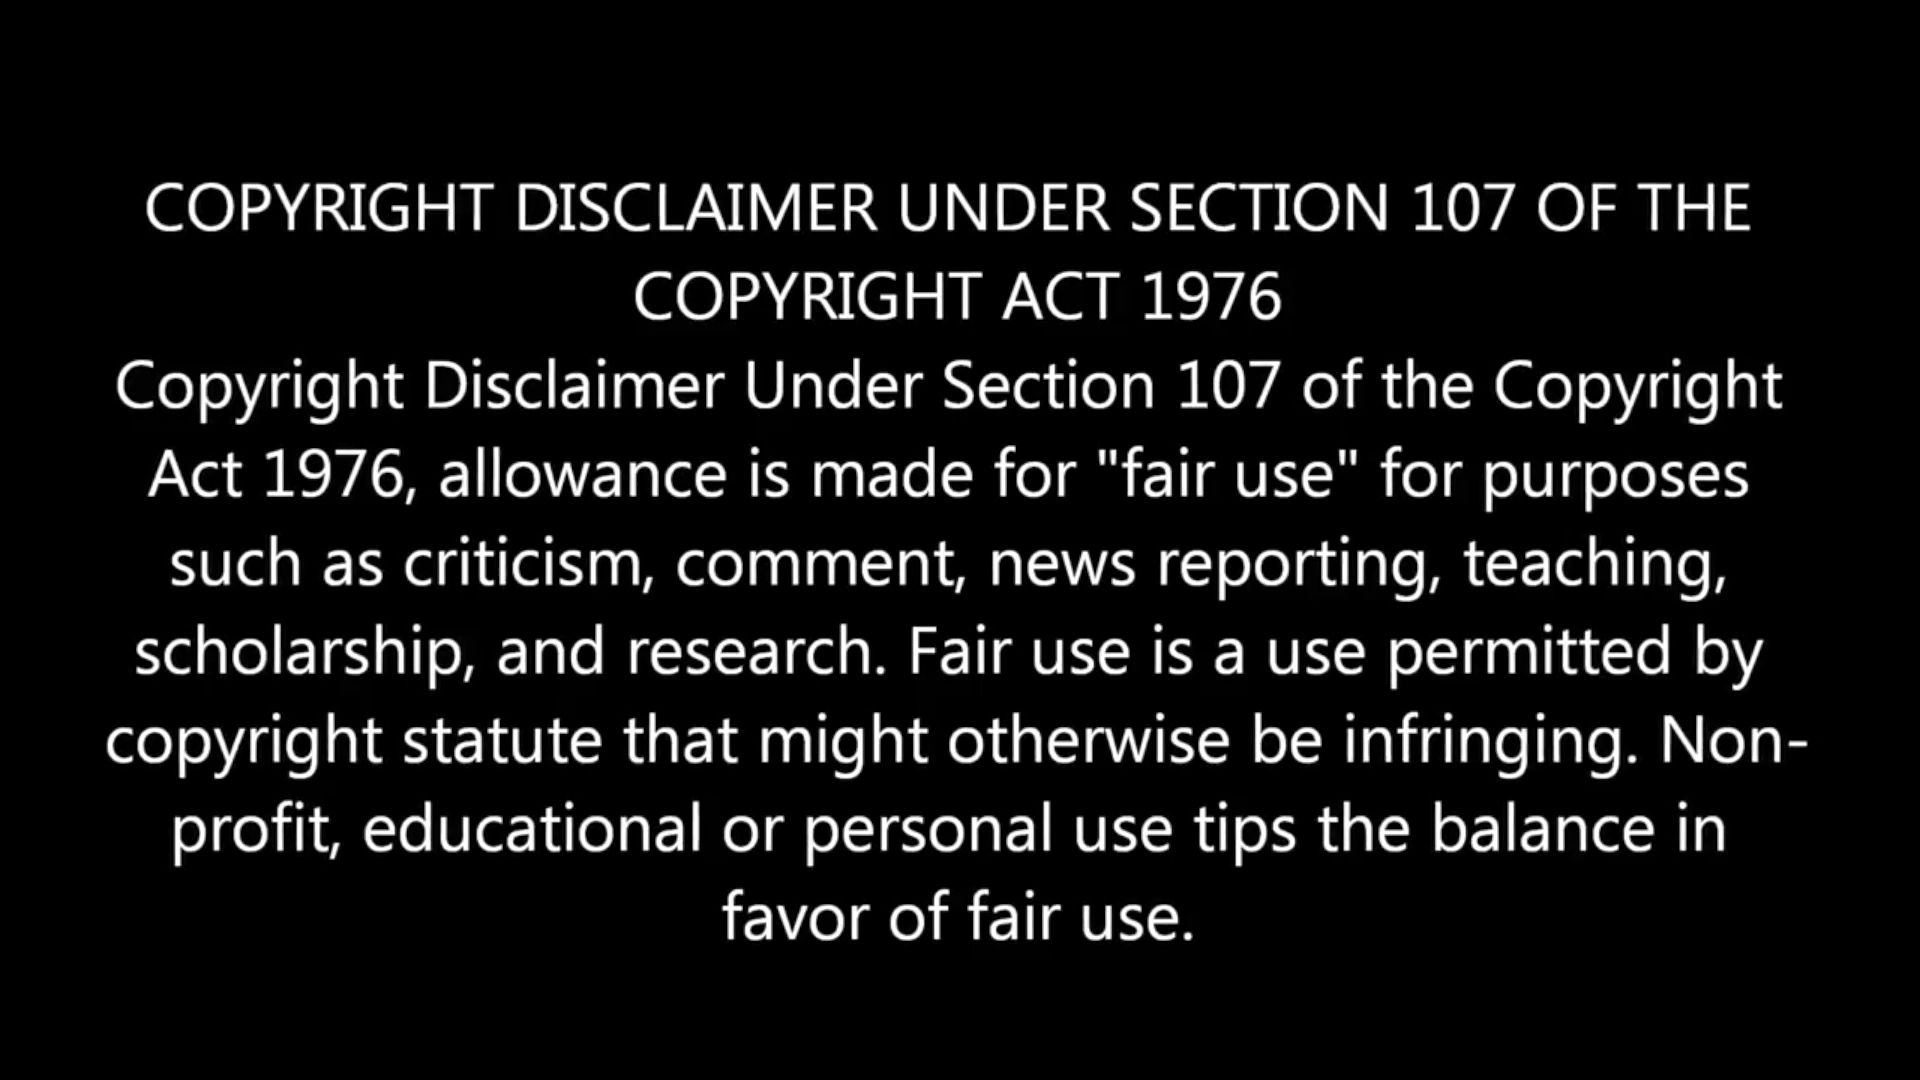 COPYRIGHT DISCLAIMER UNDER SECTION 107 OF THE
COPYRIGHT ACT 1976
Copyright Disclaimer Under Section 107 of the Copyright
Act 1976, allowance is made for "fair use" for purposes
such as criticism, comment, news reporting, teaching,
scholarship, and research. Fair use is a use permitted by
copyright statute that might otherwise be infringing. Non-
profit, educational or personal use tips the balance in
favor of fair use.